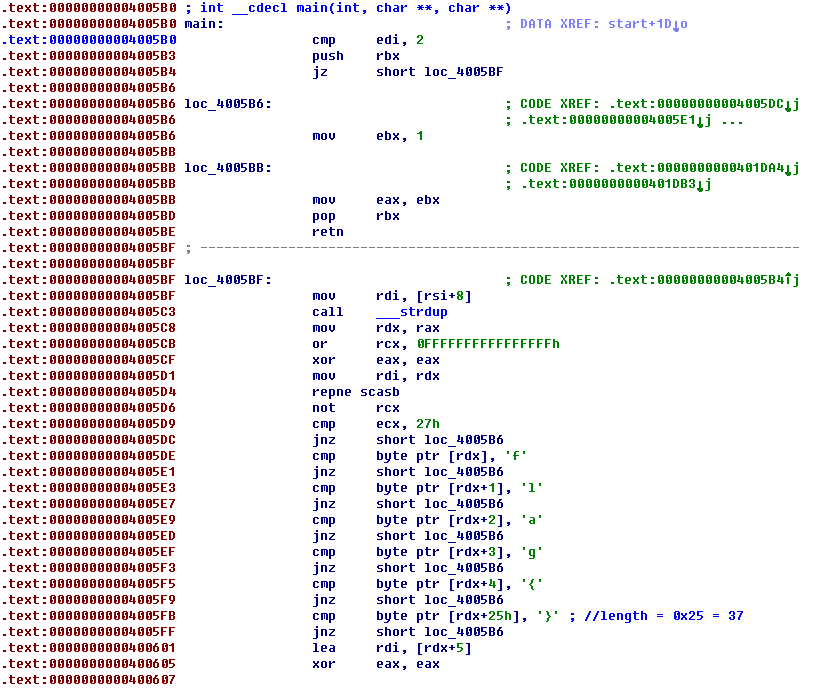 .text:00000000004005B0 ; int __cdecl main(int, char **, char **)
.text:00000000004005B0 main: ; DATA XREF: start+1D↓o
.text:00000000004005B0 cmp edi, 2
.text:00000000004005B3 push rbx
.text:00000000004005B4 jz short loc_4005BF
.text:00000000004005B6
.text:00000000004005B6 loc_4005B6: ; CODE XREF: .text:00000000004005DC↓j
.text:00000000004005B6 ; .text:00000000004005E1↓j ...
.text:00000000004005B6 mov ebx, 1
.text:00000000004005BB
.text:00000000004005BB loc_4005BB: ; CODE XREF: .text:0000000000401DA4↓j
.text:00000000004005BB ; .text:0000000000401DB3↓j
.text:00000000004005BB mov eax, ebx
.text:00000000004005BD pop rbx
.text:00000000004005BE retn
.text:00000000004005BF ; ---------------------------------------------------------------------------
.text:00000000004005BF
.text:00000000004005BF loc_4005BF: ; CODE XREF: .text:00000000004005B4↑j
.text:00000000004005BF mov rdi, [rsi+8]
.text:00000000004005C3 call ___strdup
.text:00000000004005C8 mov rdx, rax
.text:00000000004005CB or rcx, 0FFFFFFFFFFFFFFFFh
.text:00000000004005CF xor eax, eax
.text:00000000004005D1 mov rdi, rdx
.text:00000000004005D4 repne scasb
.text:00000000004005D6 not rcx
.text:00000000004005D9 cmp ecx, 27h
.text:00000000004005DC jnz short loc_4005B6
.text:00000000004005DE cmp byte ptr [rdx], 'f'
.text:00000000004005E1 jnz short loc_4005B6
.text:00000000004005E3 cmp byte ptr [rdx+1], 'l'
.text:00000000004005E7 jnz short loc_4005B6
.text:00000000004005E9 cmp byte ptr [rdx+2], 'a'
.text:00000000004005ED jnz short loc_4005B6
.text:00000000004005EF cmp byte ptr [rdx+3], 'g'
.text:00000000004005F3 jnz short loc_4005B6
.text:00000000004005F5 cmp byte ptr [rdx+4], '{'
.text:00000000004005F9 jnz short loc_4005B6
.text:00000000004005FB cmp byte ptr [rdx+25h], '}' ; //length = 0x25 = 37
.text:00000000004005FF jnz short loc_4005B6
.text:0000000000400601 lea rdi, [rdx+5]
.text:0000000000400605 xor eax, eax
.text:0000000000400607